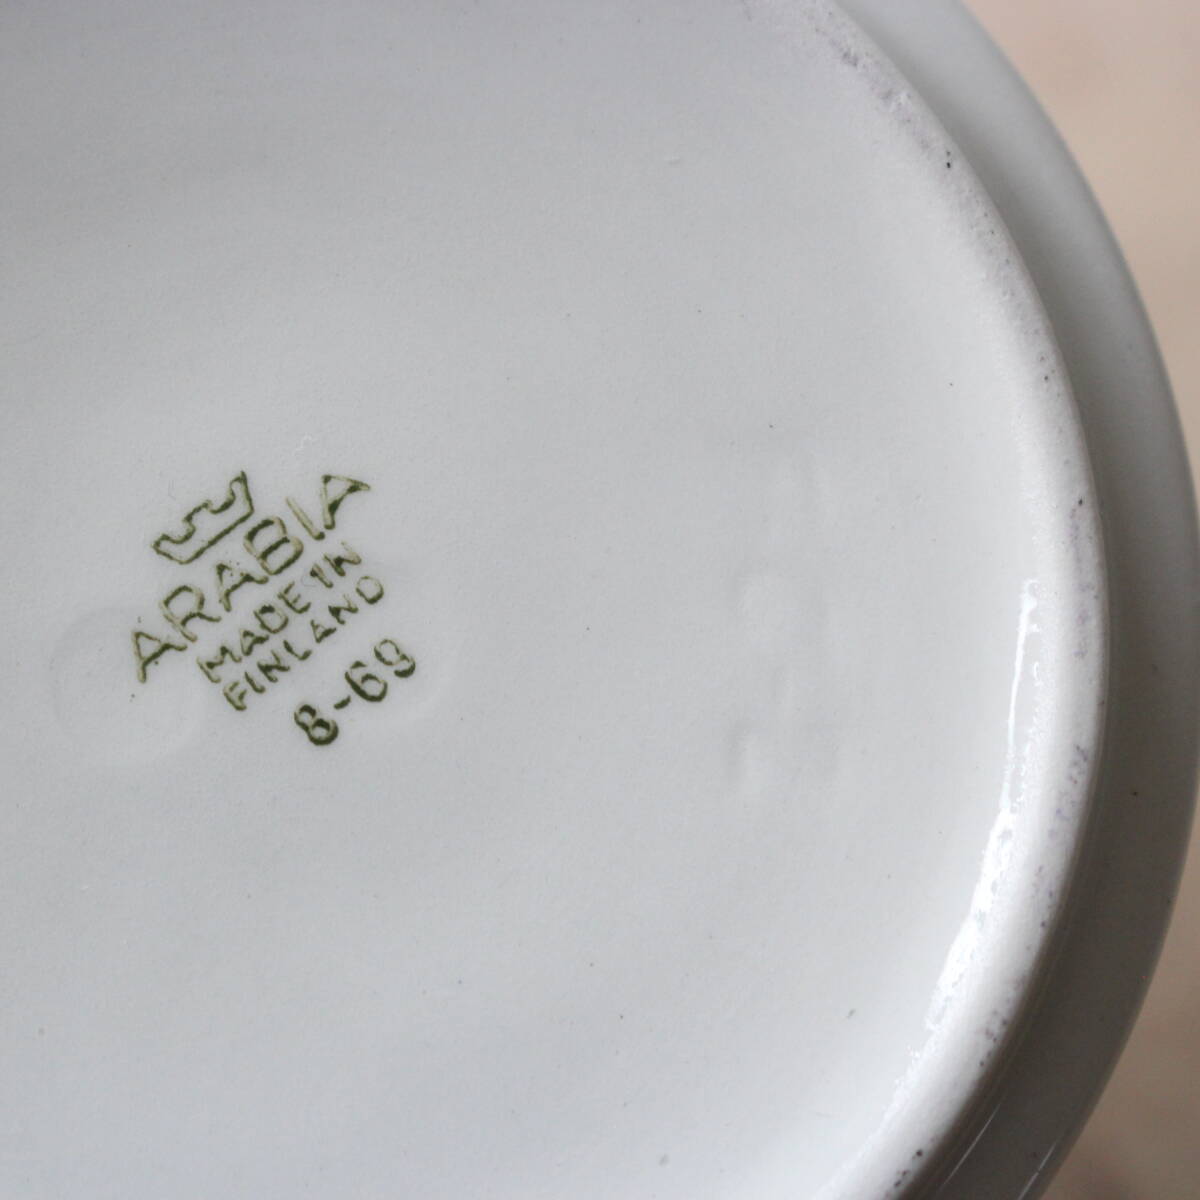 ARABIA
MADE IN
FINLAND
8-69